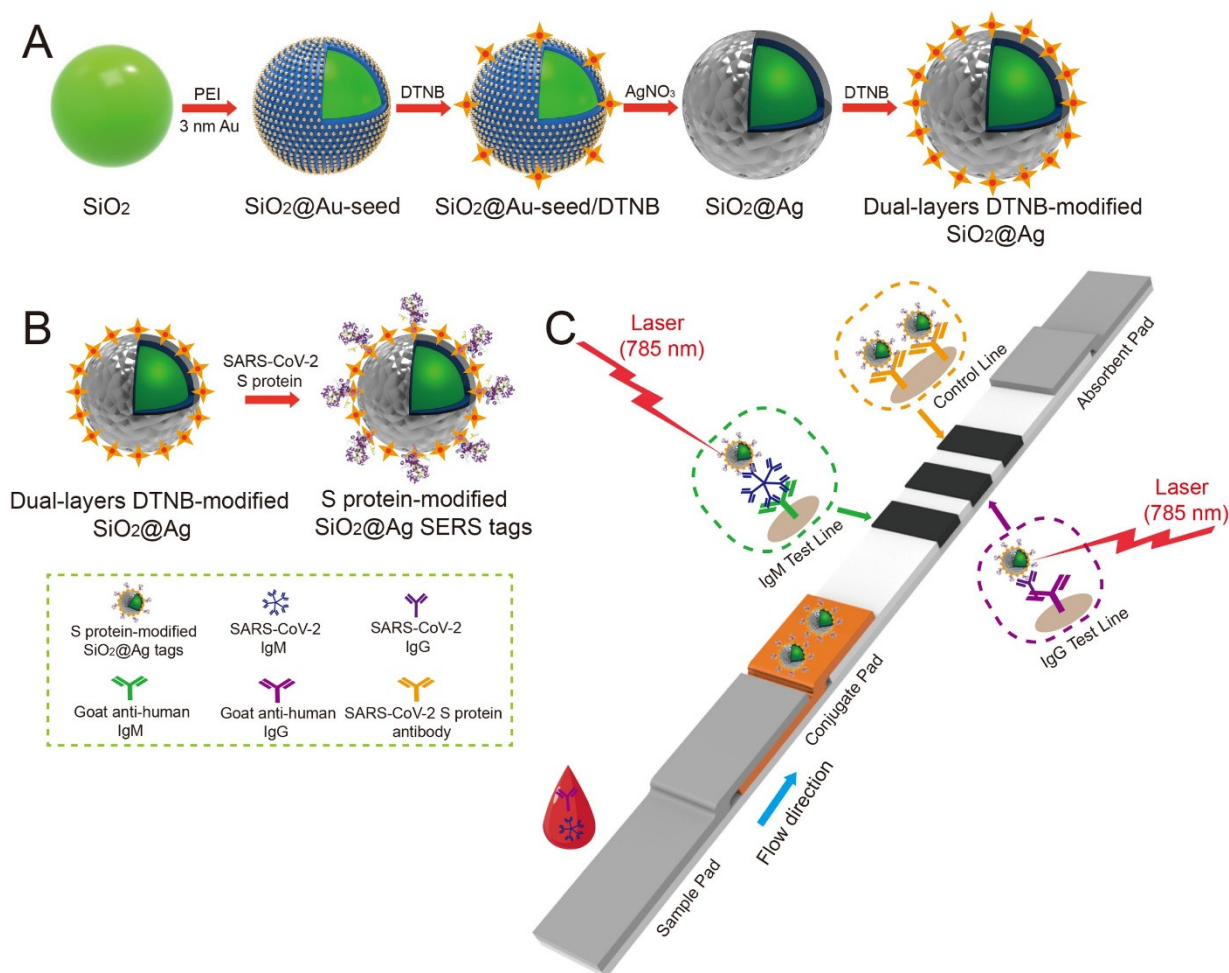 A
PEI
3 nm Au
DTNB
AgNO₃
DTNB
SiO₂
SiO₂@Au-seed
SiO₂@Au-seed/DTNB
SiO₂@Ag
Dual-layers DTNB-modified
SiO₂@Ag
B
SARS-CoV-2
S protein
Dual-layers DTNB-modified
SiO₂@Ag
S protein-modified
SiO₂@Ag SERS tags
S protein-modified
SiO₂@Ag tags
SARS-CoV-2
IgM
SARS-CoV-2
IgG
Goat anti-human
IgM
Goat anti-human
IgG
SARS-CoV-2 S protein
antibody
C
Laser
(785 nm)
Control Line
Absorbent Pad
IgM Test Line
Laser
(785 nm)
IgG Test Line
Conjugate Pad
Flow direction
Sample Pad